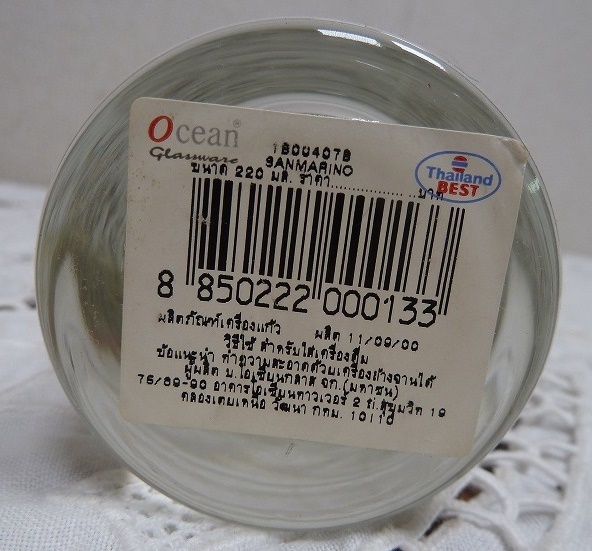 Ocean®
Glassware
1B00407B
SANMARINO
ขนาด 220 มล. ราคา.....................บาท
Thailand
BEST
8 850222 000133
ผลิตภัณฑ์เครื่องแก้ว ผลิต 11/09/00
วิธีใช้ สำหรับใส่เครื่องดื่ม
ข้อแนะนำ ทำความสะอาดด้วยเครื่องล้างจานได้
ผู้ผลิต บ.โอเชียนกลาส จก.(มหาชน)
75/89-90 อาคารโอเชียนทาวเวอร์ 2 ถ.สุขุมวิท 19
คลองเตยเหนือ วัฒนา กทม. 10110